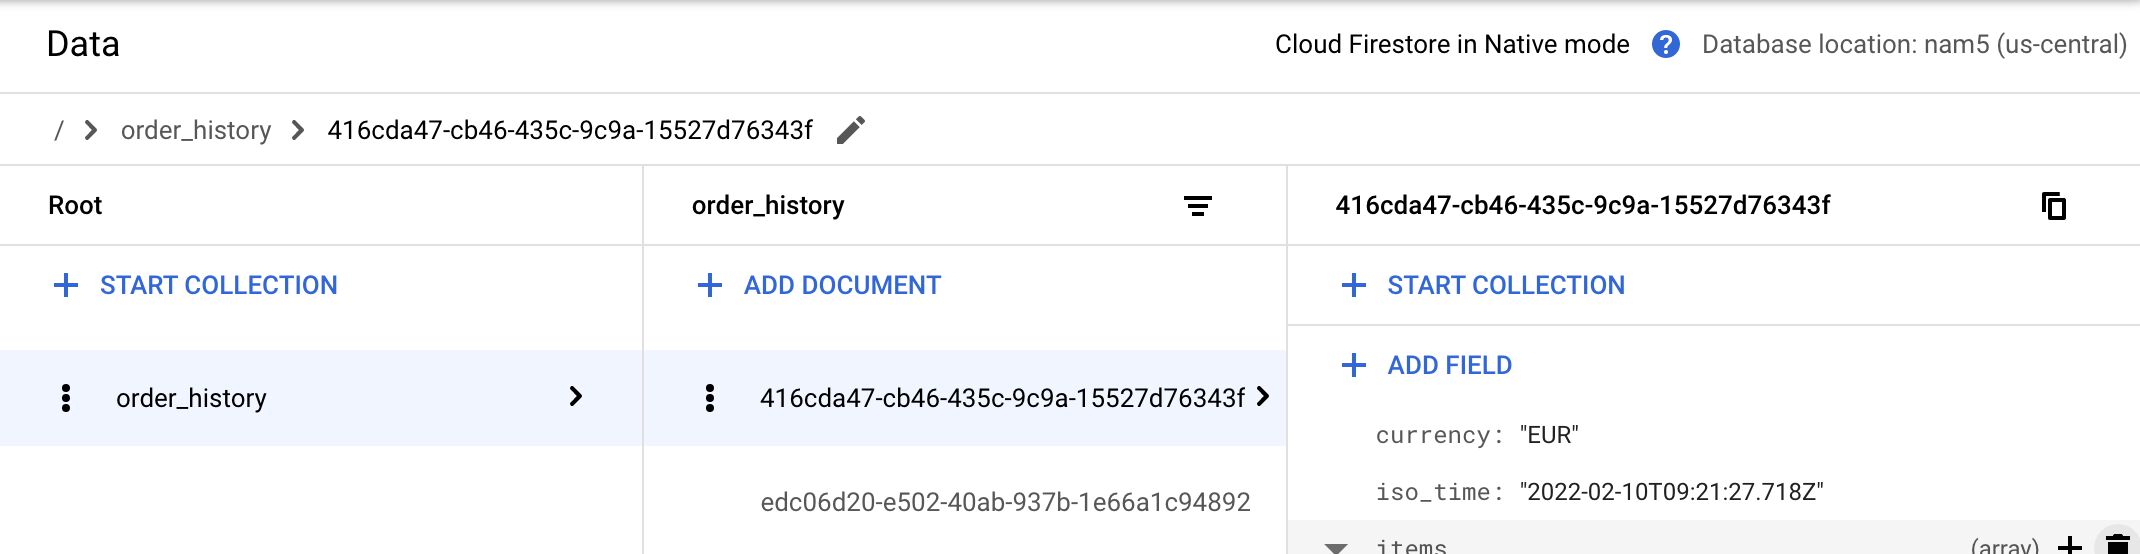 Data
Cloud Firestore in Native mode ? Database location: nam5 (us-central)
/ > order_history > 416cda47-cb46-435c-9c9a-15527d76343f
Root
order_history
416cda47-cb46-435c-9c9a-15527d76343f
+ START COLLECTION
+ ADD DOCUMENT
+ START COLLECTION
+ ADD FIELD
order_history
416cda47-cb46-435c-9c9a-15527d76343f
currency: "EUR"
iso_time: "2022-02-10T09:21:27.718Z"
edc06d20-e502-40ab-937b-1e66a1c94892
items (array)